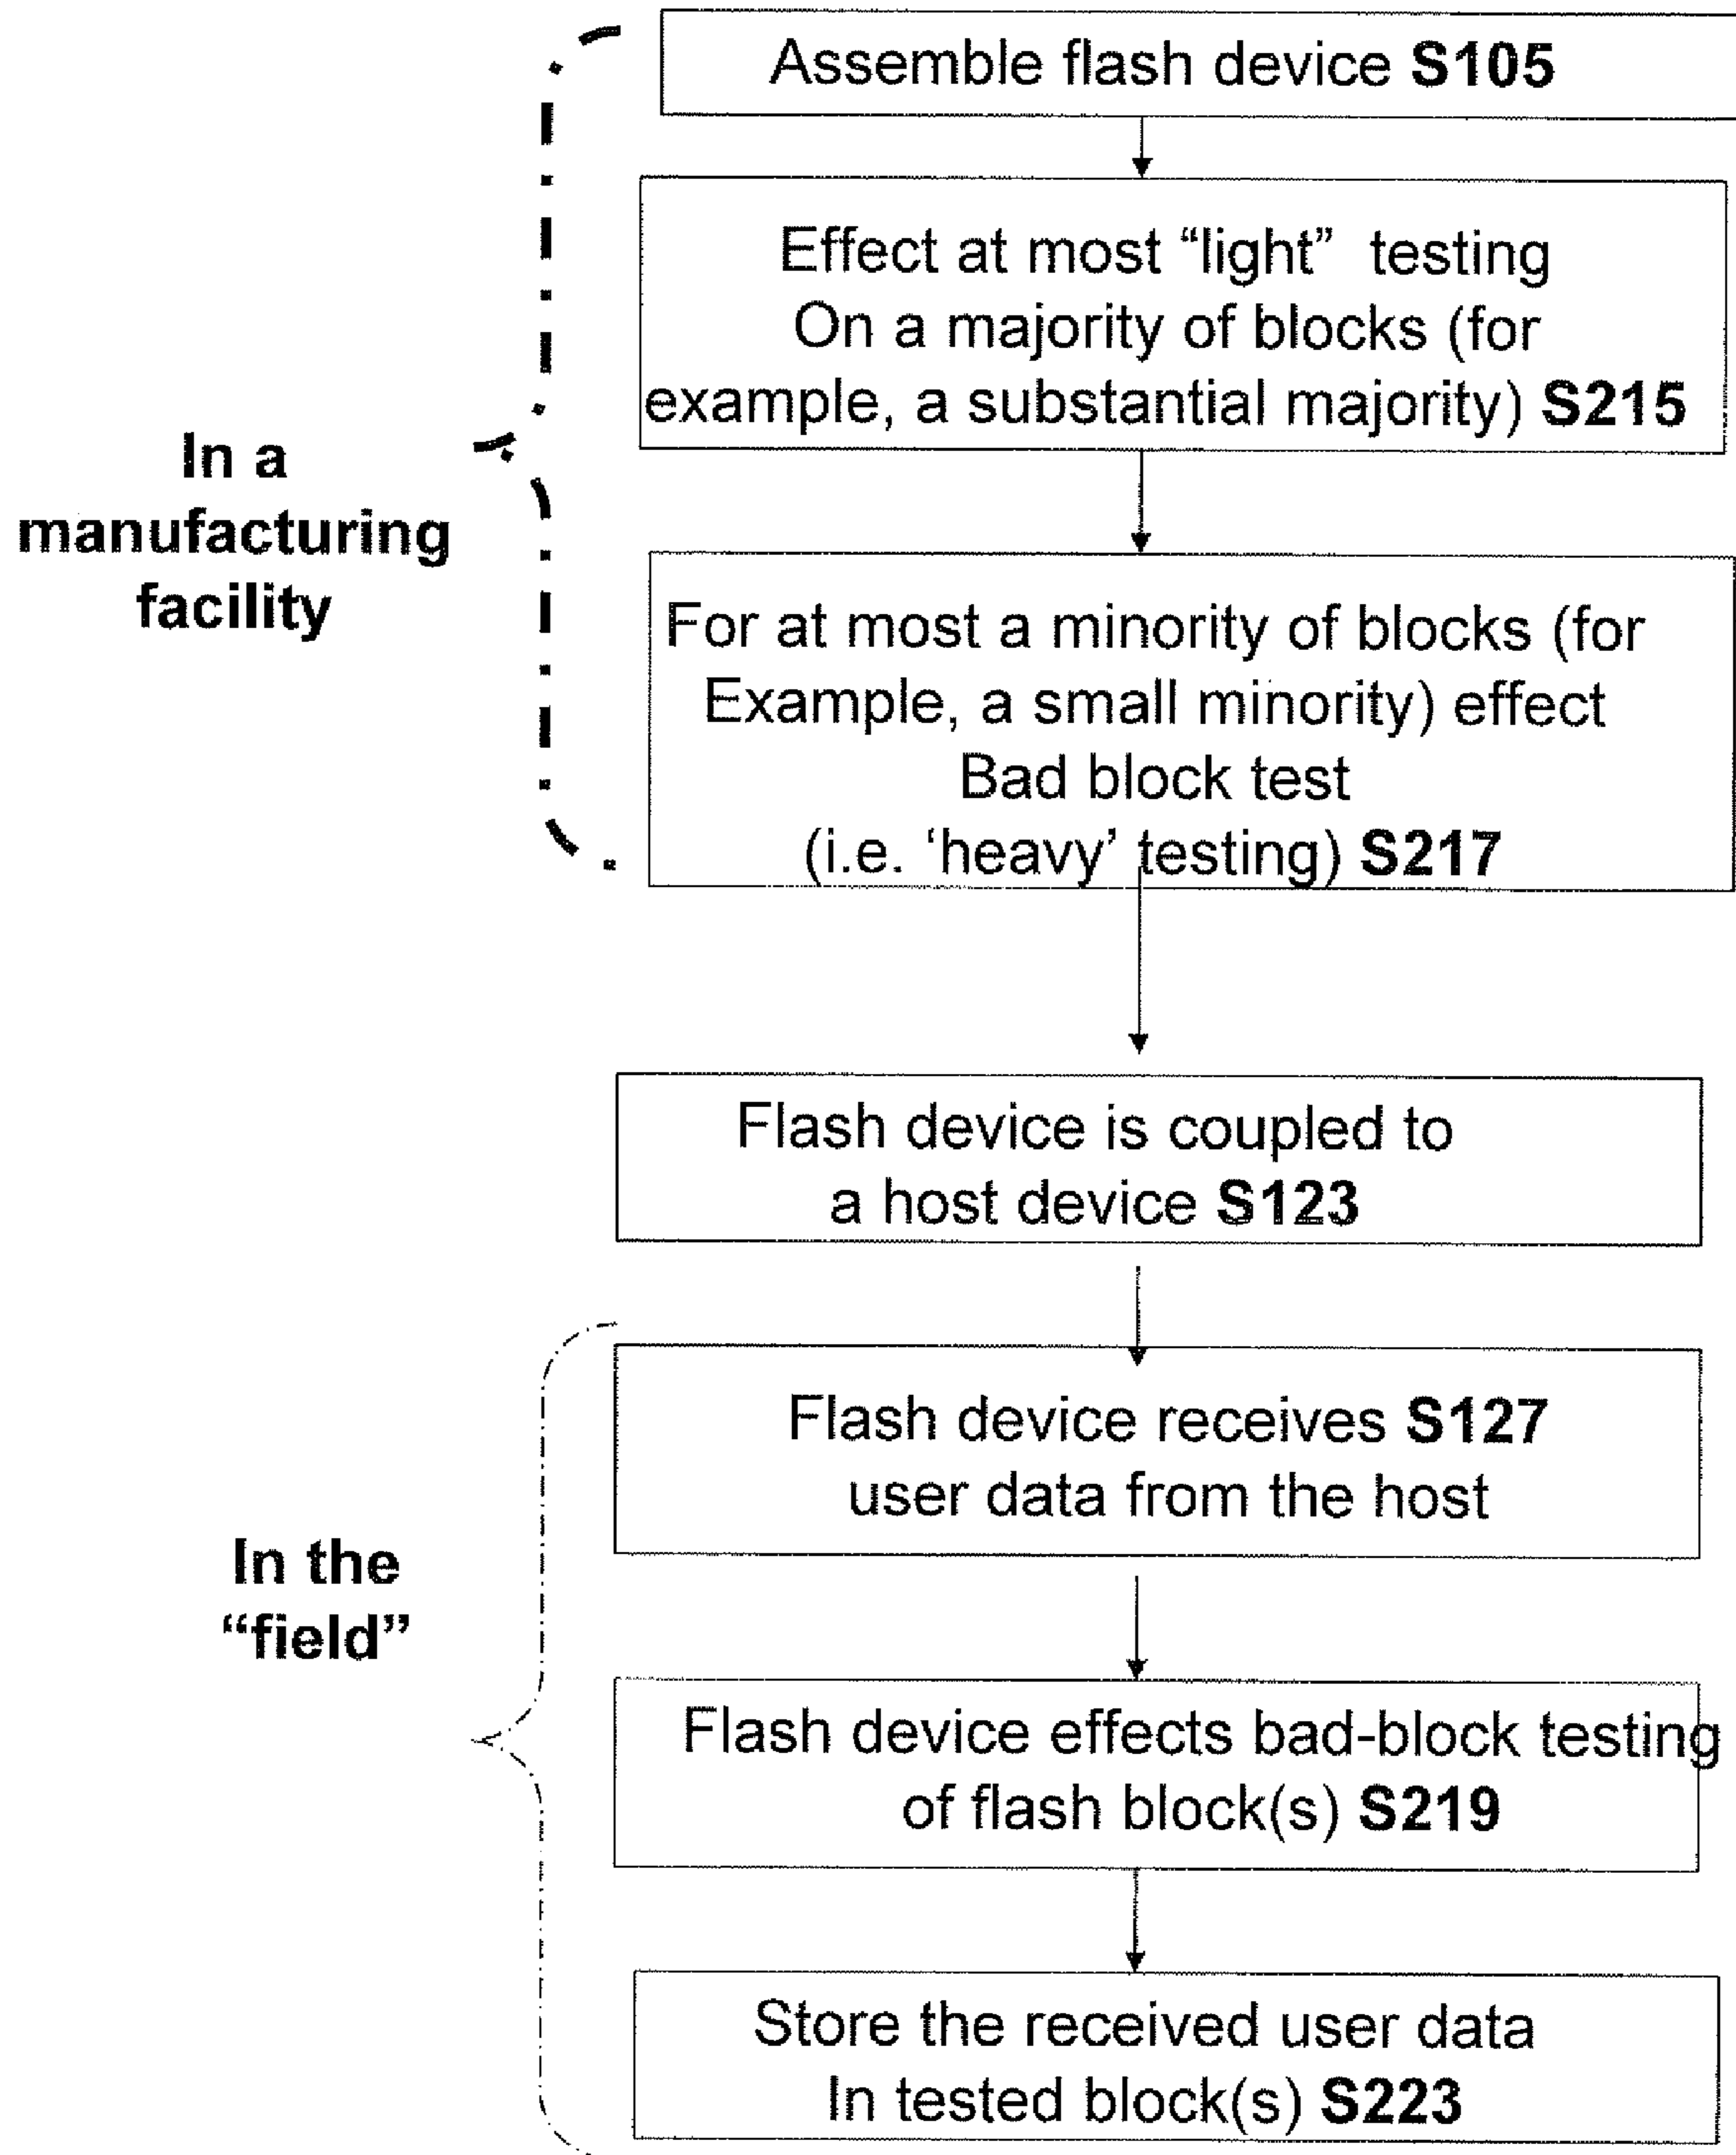 Assemble flash device S105
Effect at most “light” testing
On a majority of blocks (for
example, a substantial majority) S215
In a
manufacturing
facility
For at most a minority of blocks (for
Example, a small minority) effect
Bad block test
(i.e. ‘heavy’ testing) S217
Flash device is coupled to
a host device S123
Flash device receives S127
user data from the host
In the
“field”
Flash device effects bad-block testing
of flash block(s) S219
Store the received user data
In tested block(s) S223